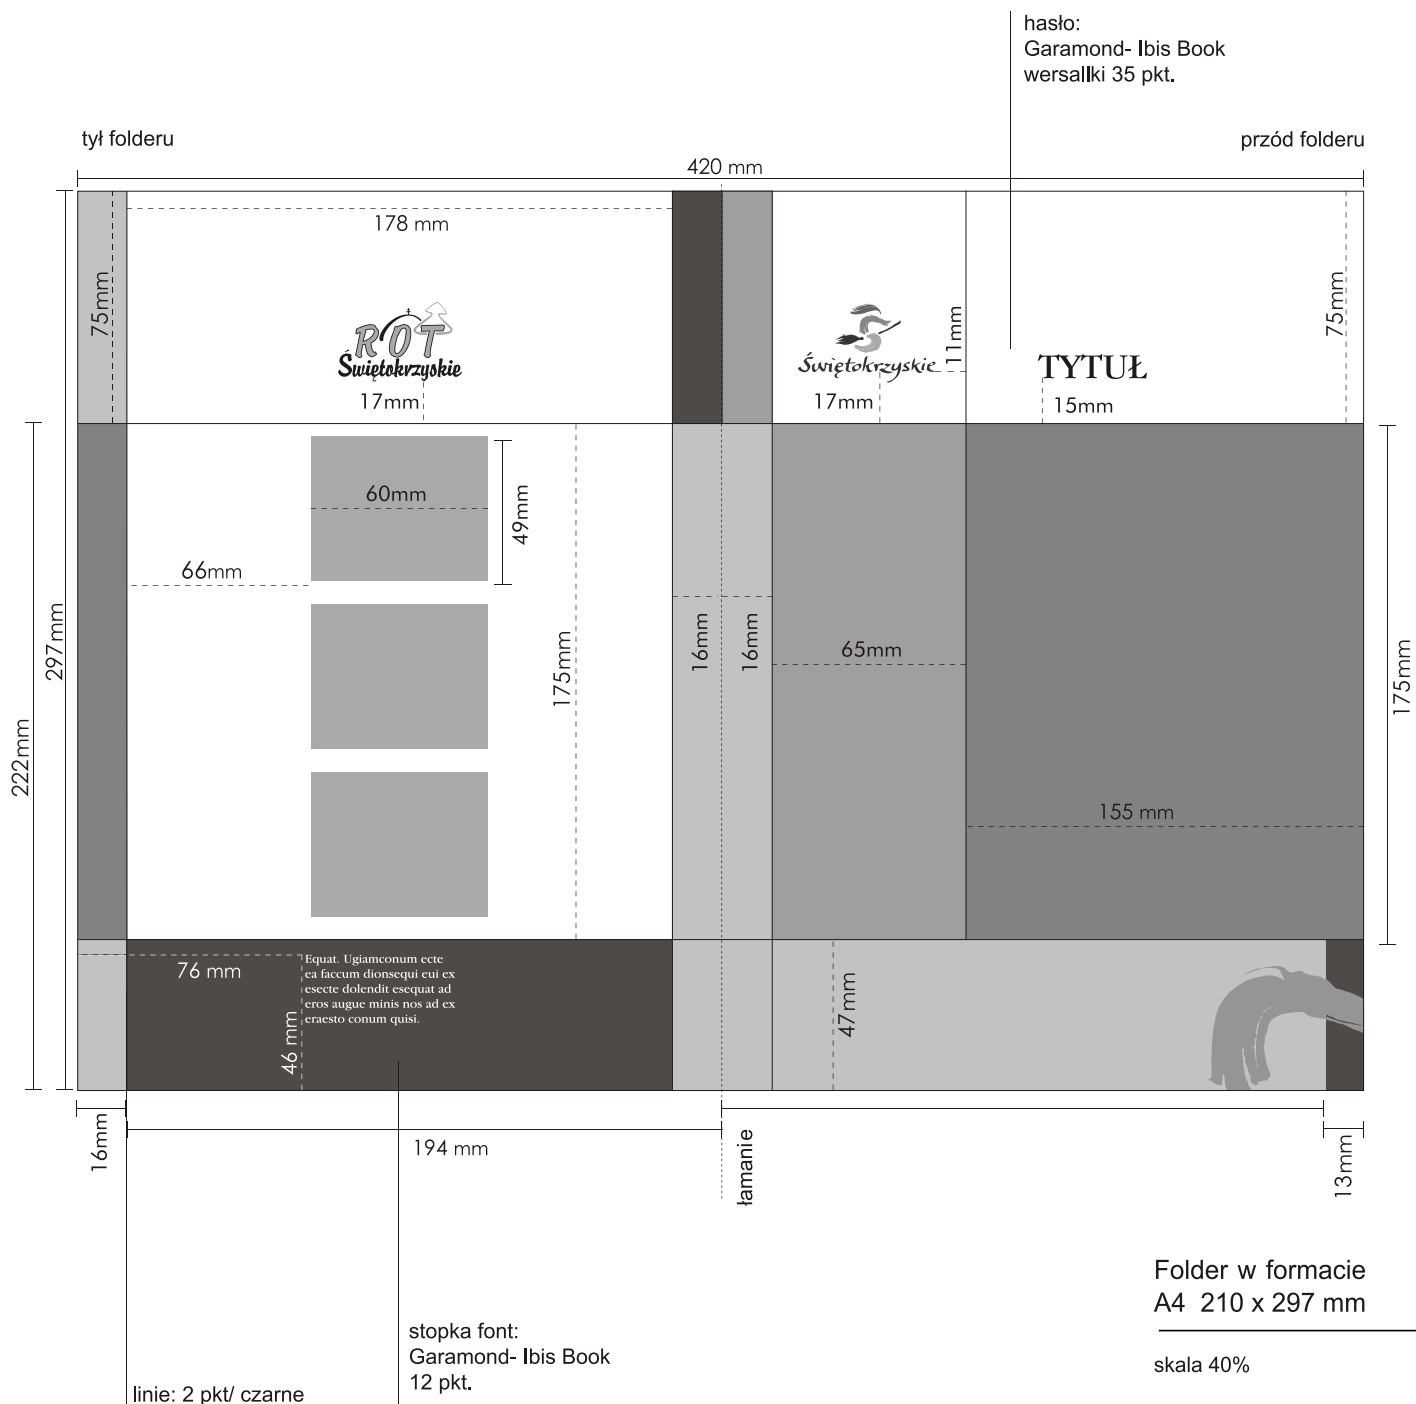 hasło:
Garamond- Ibis Book
wersallki 35 pkt.
tył folderu
przód folderu
420 mm
178 mm
75mm
75mm
ROT
Świętokrzyskie
17mm
Świętokrzyskie
11mm
17mm
TYTUŁ
15mm
60mm
49mm
66mm
297mm
222mm
175mm
16mm
16mm
65mm
175mm
155 mm
76 mm
Equat. Ugiamconum ecte
ea faccum dionsequi eui ex
esecte dolendit esequat ad
eros augue minis nos ad ex
eraesto conum quisi.
46 mm
47mm
16mm
194 mm
łamanie
13mm
Folder w formacie
A4 210 x 297 mm
skala 40%
stopka font:
Garamond- Ibis Book
12 pkt.
linie: 2 pkt/ czarne